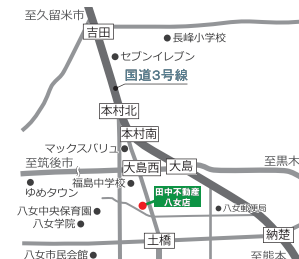 至久留米市
吉田
長峰小学校
セブンイレブン
国道3号線
本村北
本村南
マックスバリュ
至筑後市
大島西
大島
至黒木
福島中学校
ゆめタウン
田中不動産
八女店
八女中央保育園
八女郵便局
八女学院
土橋
納楚
八女市民会館
至熊本